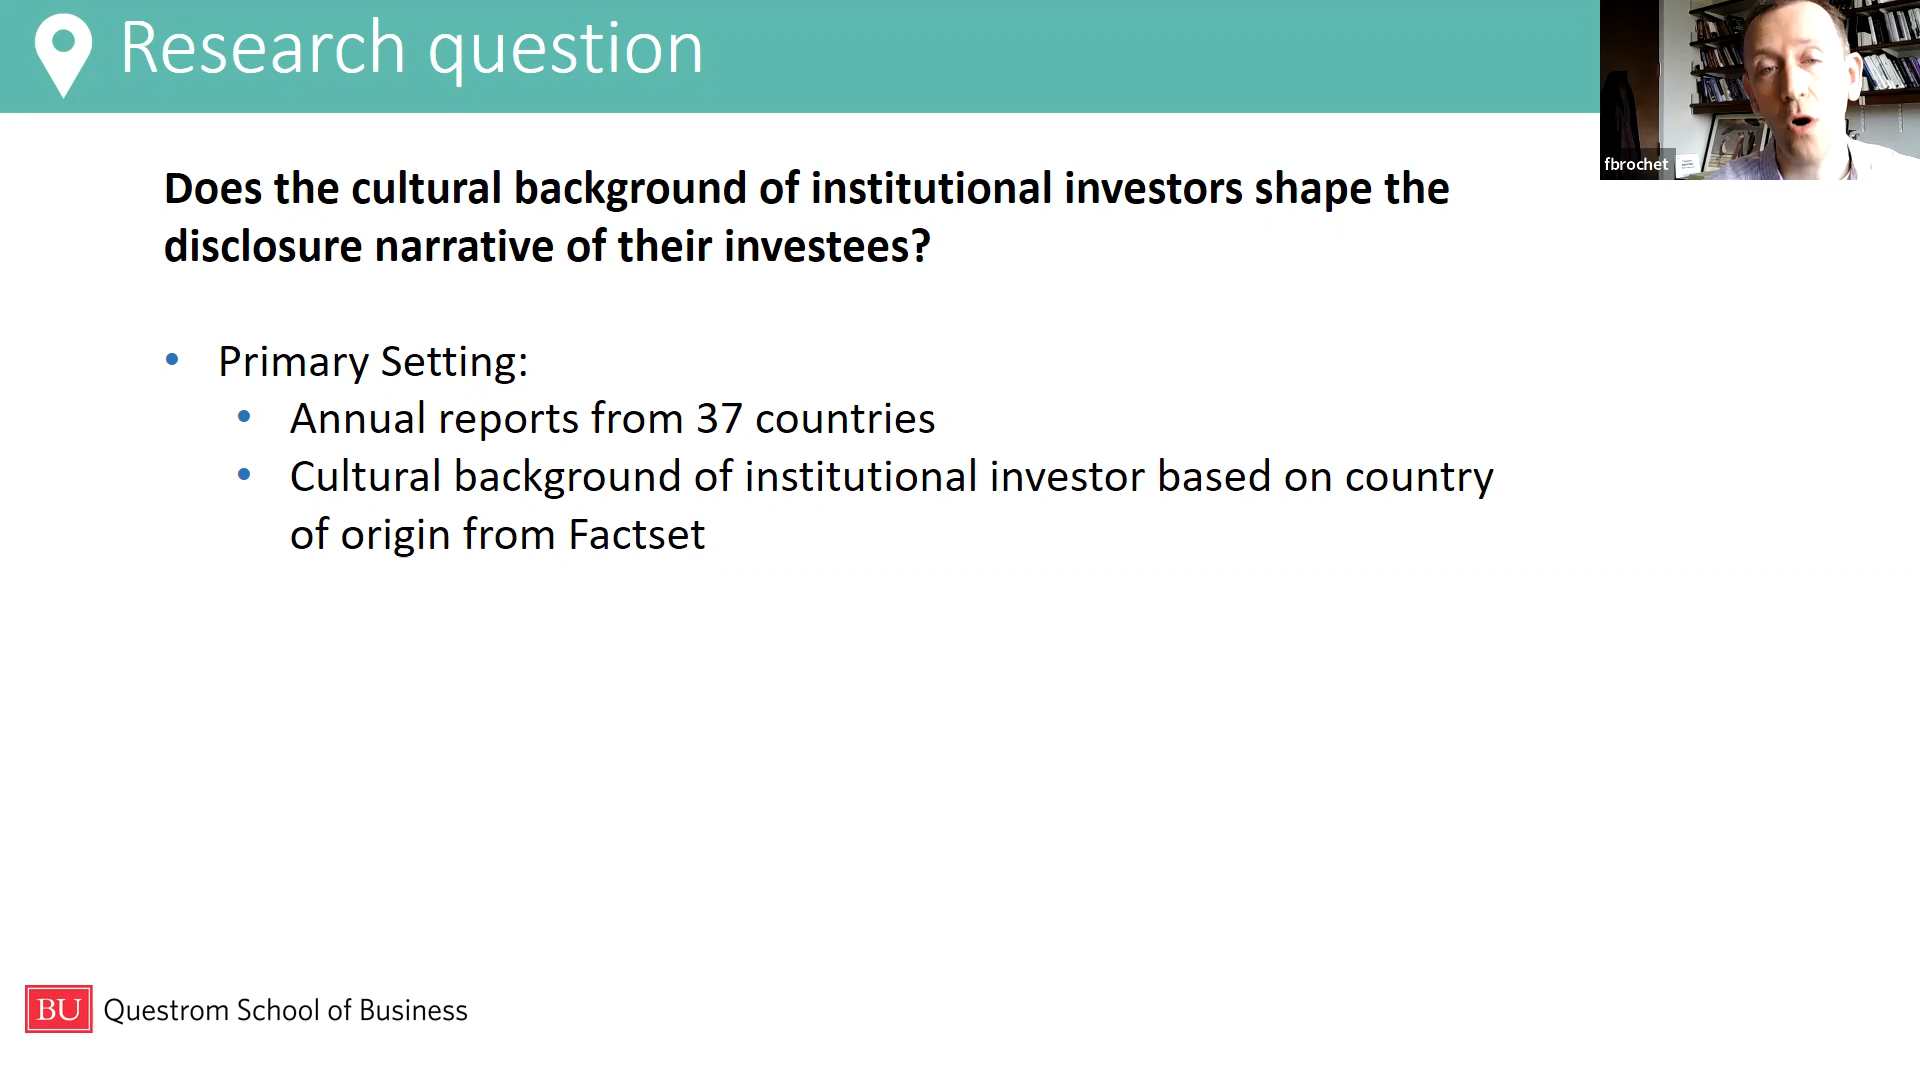 Research question
fbrochet
Does the cultural background of institutional investors shape the
disclosure narrative of their investees?
• Primary Setting:
• Annual reports from 37 countries
• Cultural background of institutional investor based on country
of origin from Factset
BU Questrom School of Business